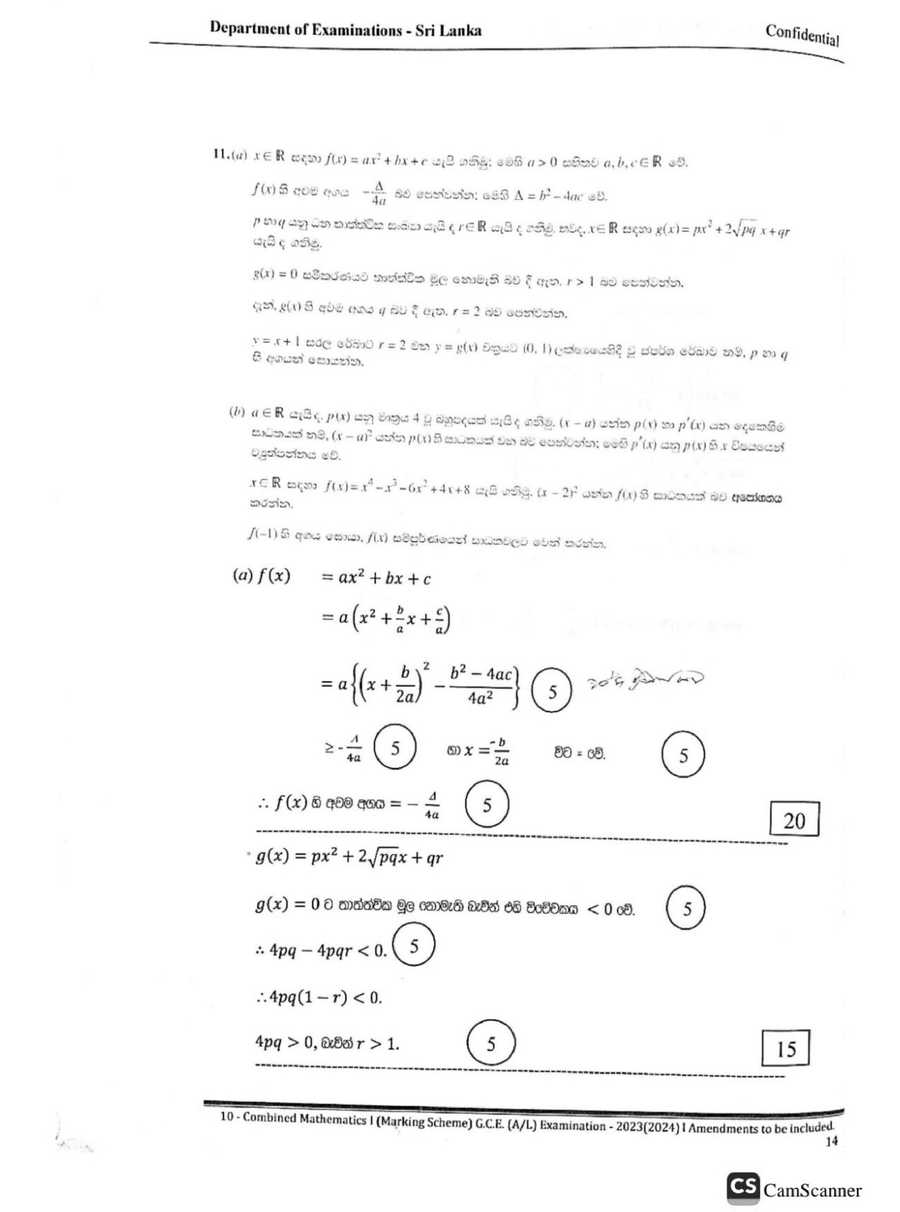 Department of Examinations - Sri Lanka
Confidential
11.(a) x ∈ ℝ සඳහා f(x) = ax² + bx + c යැයි ගනිමු; මෙහි a > 0 සහිතව a, b, c ∈ ℝ වේ.
f(x) හි අවම අගය −Δ/4a බව පෙන්වන්න; මෙහි Δ = b² − 4ac වේ.
p හා q යනු ධන තාත්ත්වික සංඛ්‍යා යැයි ද r ∈ ℝ යැයි ද ගනිමු. තවද, x ∈ ℝ සඳහා g(x) = px² + 2√pq x + qr
යැයි ද ගනිමු.
g(x) = 0 සමීකරණයට තාත්ත්වික මූල නොමැති බව දී ඇත. r > 1 බව පෙන්වන්න.
දැන්, g(x) හි අවම අගය q බව දී ඇත. r = 2 බව පෙන්වන්න.
y = x + 1 සරල රේඛාව r = 2 වන y = g(x) වක්‍රයට (0, 1) ලක්ෂ්‍යයෙහිදී වූ ස්පර්ශ රේඛාව නම්, p හා q
හි අගයන් සොයන්න.
(b) a ∈ ℝ යැයි ද, p(x) යනු මාත්‍රය 4 වූ බහුපදයක් යැයි ද ගනිමු. (x − a) යන්න p(x) හා p′(x) යන දෙකෙහිම
සාධකයක් නම්, (x − a)² යන්න p(x) හි සාධකයක් වන බව පෙන්වන්න; මෙහි p′(x) යනු p(x) හි x විෂයයෙන්
ව්‍යුත්පන්නය වේ.
x ∈ ℝ සඳහා f(x) = x⁴ − x³ − 6x² + 4x + 8 යැයි ගනිමු. (x − 2)² යන්න f(x) හි සාධකයක් බව අපෝහනය
කරන්න.
f(−1) හි අගය සොයා, f(x) සම්පූර්ණයෙන් සාධකවලට වෙන් කරන්න.
(a) f(x) = ax² + bx + c
= a(x² + b/a x + c/a)
= a{(x + b/2a)² − b² − 4ac/4a²} 5
≥ - Δ/4a 5 හා x = -b/2a විට = වේ. 5
∴ f(x) හි අවම අගය = − Δ/4a 5
20
g(x) = px² + 2√pqx + qr
g(x) = 0 ට තාත්ත්වික මූල නොමැති බැවින් එහි විවේචකය < 0 වේ. 5
∴ 4pq − 4pqr < 0. 5
∴ 4pq(1 − r) < 0.
4pq > 0, බැවින් r > 1. 5
15
10 - Combined Mathematics I (Marking Scheme) G.C.E. (A/L) Examination - 2023(2024) I Amendments to be included.
14
CS CamScanner